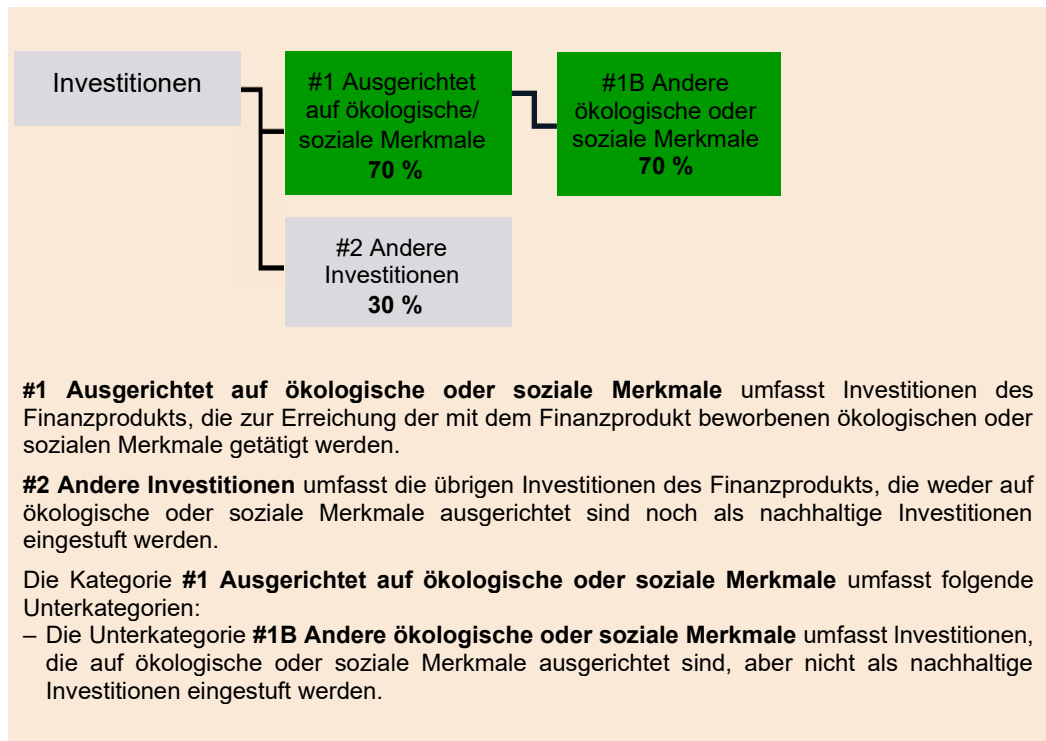 Investitionen
#1 Ausgerichtet
auf ökologische/
soziale Merkmale
70 %
#1B Andere
ökologische oder
soziale Merkmale
70 %
#2 Andere
Investitionen
30 %
#1 Ausgerichtet auf ökologische oder soziale Merkmale umfasst Investitionen des
Finanzprodukts, die zur Erreichung der mit dem Finanzprodukt beworbenen ökologischen oder
sozialen Merkmale getätigt werden.
#2 Andere Investitionen umfasst die übrigen Investitionen des Finanzprodukts, die weder auf
ökologische oder soziale Merkmale ausgerichtet sind noch als nachhaltige Investitionen
eingestuft werden.
Die Kategorie #1 Ausgerichtet auf ökologische oder soziale Merkmale umfasst folgende
Unterkategorien:
– Die Unterkategorie #1B Andere ökologische oder soziale Merkmale umfasst Investitionen,
die auf ökologische oder soziale Merkmale ausgerichtet sind, aber nicht als nachhaltige
Investitionen eingestuft werden.